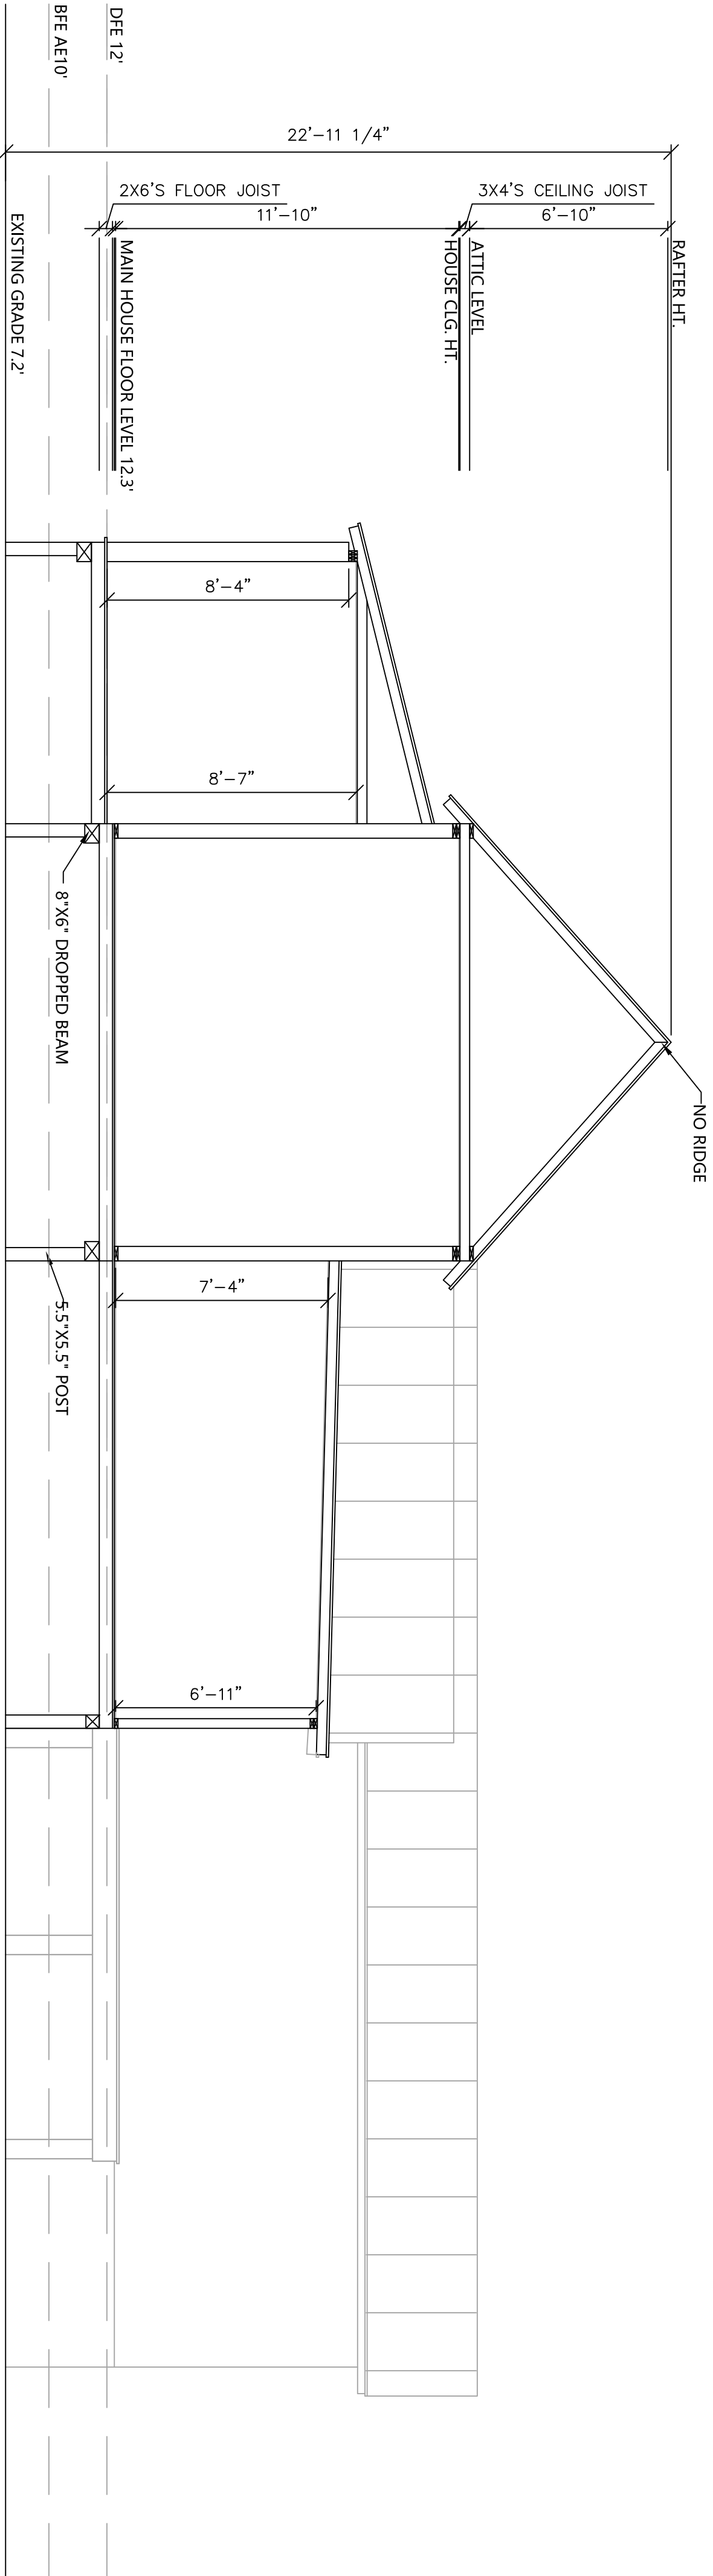 RAFTER HT.
22'-11 1/4"
3X4'S CEILING JOIST
6'-10"
ATTIC LEVEL
HOUSE CLG. HT.
2X6'S FLOOR JOIST
11'-10"
MAIN HOUSE FLOOR LEVEL 12.3'
DFE 12'
BFE AE10'
EXISTING GRADE 7.2'
8'-4"
8'-7"
8"X6" DROPPED BEAM
NO RIDGE
7'-4"
5.5"X5.5" POST
6'-11"